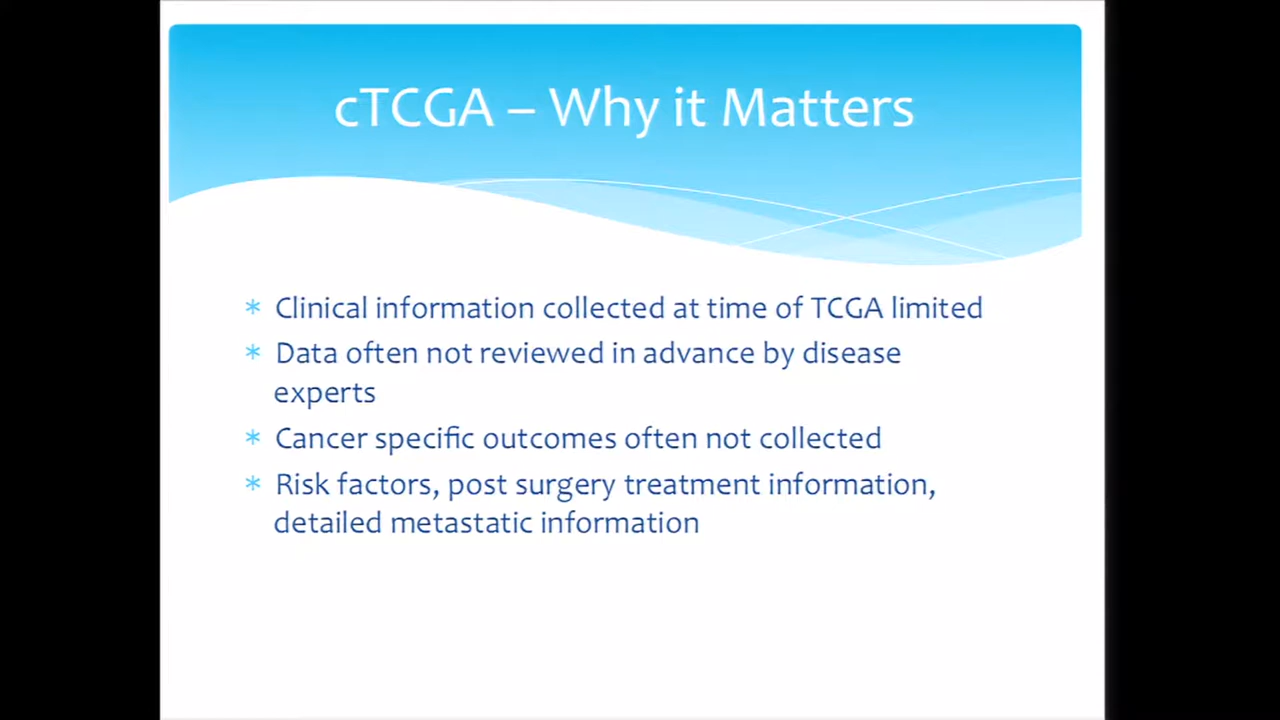 cTCGA – Why it Matters
* Clinical information collected at time of TCGA limited
* Data often not reviewed in advance by disease
experts
* Cancer specific outcomes often not collected
* Risk factors, post surgery treatment information,
detailed metastatic information